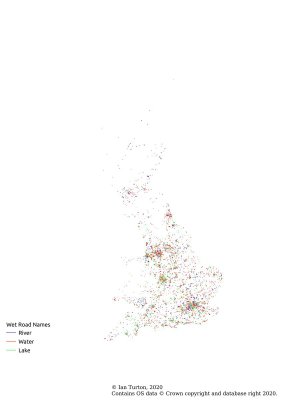 Wet Road Names
River
Water
Lake
© Ian Turton, 2020
Contains OS data © Crown copyright and database right 2020.